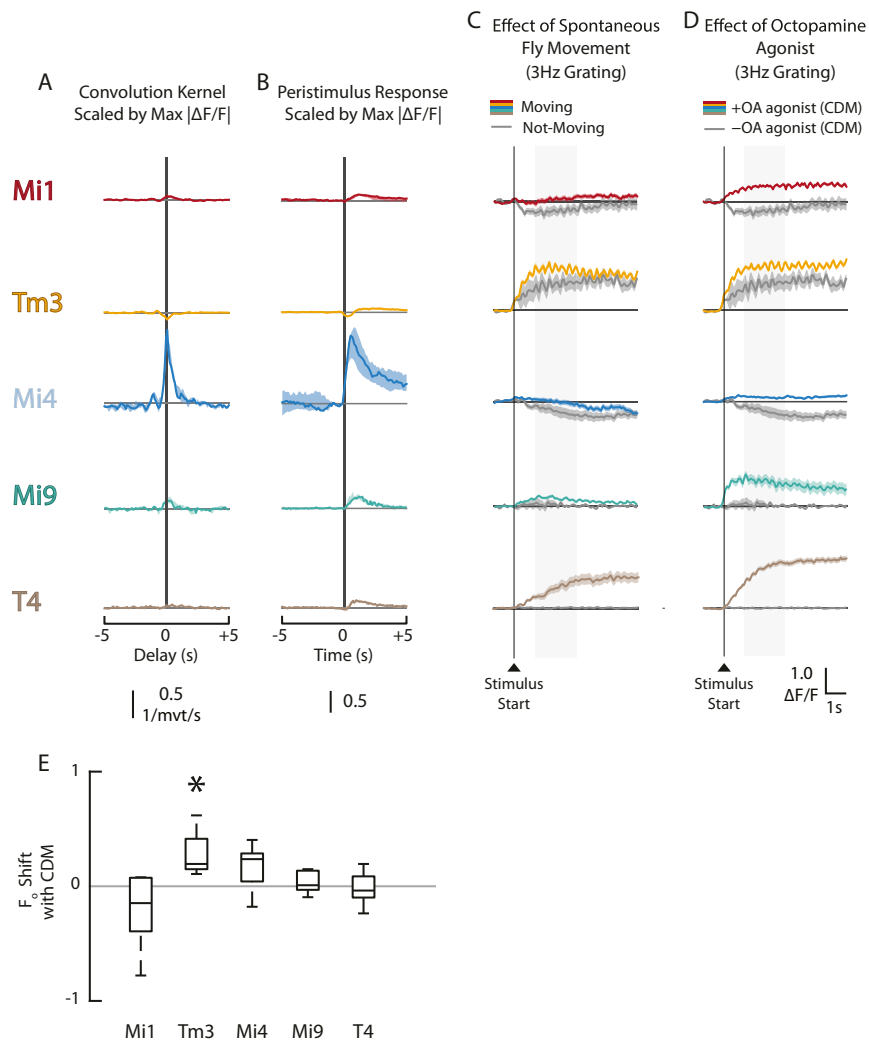 A
Convolution Kernel
Scaled by Max |ΔF/F|
B
Peristimulus Response
Scaled by Max |ΔF/F|
C
Effect of Spontaneous
Fly Movement
(3Hz Grating)
Moving
Not-Moving
D
Effect of Octopamine
Agonist
(3Hz Grating)
+OA agonist (CDM)
−OA agonist (CDM)
Mi1
Tm3
Mi4
Mi9
T4
-5 0 +5
Delay (s)
-5 0 +5
Time (s)
0.5
1/mvt/s
0.5
Stimulus
Start
Stimulus
Start
1.0
ΔF/F
1s
E
*
1
0
-1
F₀ Shift
with CDM
Mi1 Tm3 Mi4 Mi9 T4